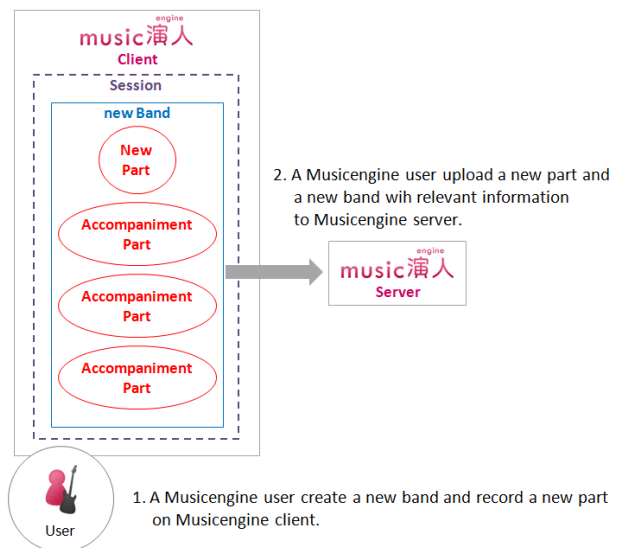 engine
music演人
Client
Session
new Band
New
Part
Accompaniment
Part
Accompaniment
Part
Accompaniment
Part
2. A Musicengine user upload a new part and
a new band wih relevant information
to Musicengine server.
engine
music演人
Server
User
1. A Musicengine user create a new band and record a new part
on Musicengine client.